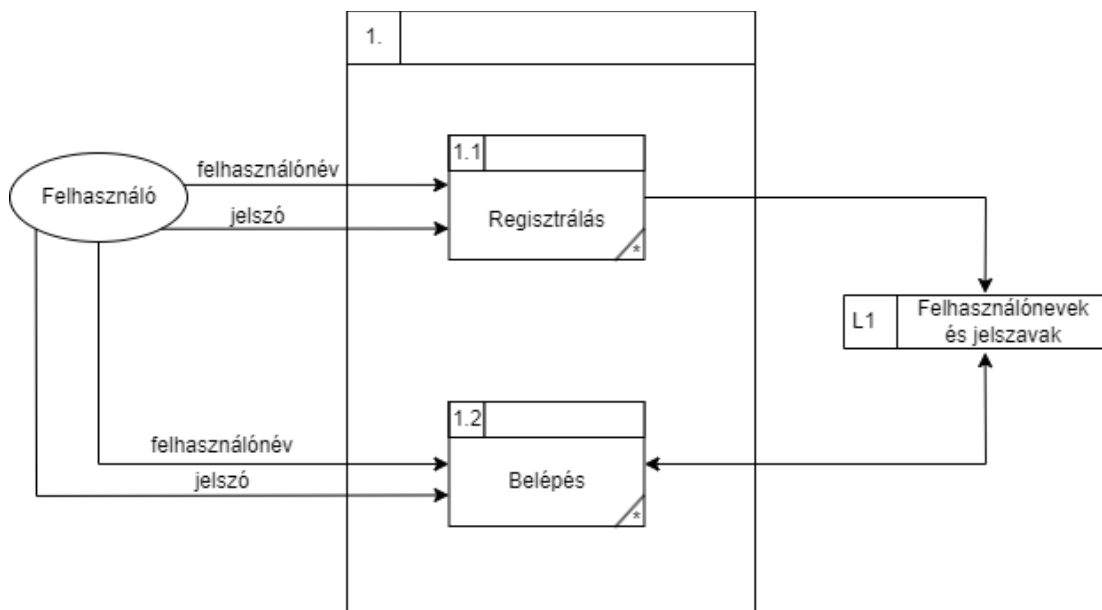 1.
1.1
felhasználónév
Felhasználó
jelszó
Regisztrálás
*
L1
Felhasználónevek
és jelszavak
1.2
felhasználónév
jelszó
Belépés
*